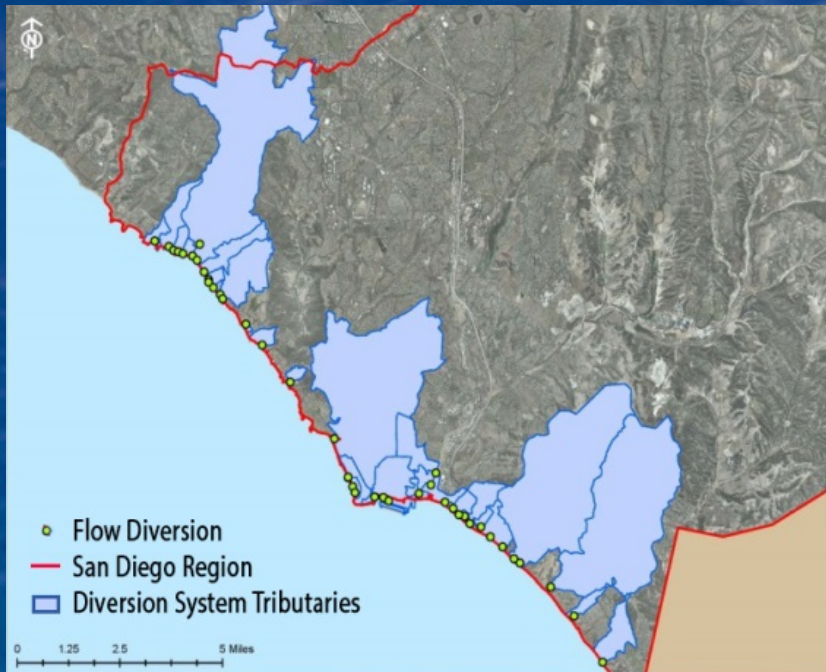 N
Flow Diversion
San Diego Region
Diversion System Tributaries
0 1.25 2.5 5 Miles